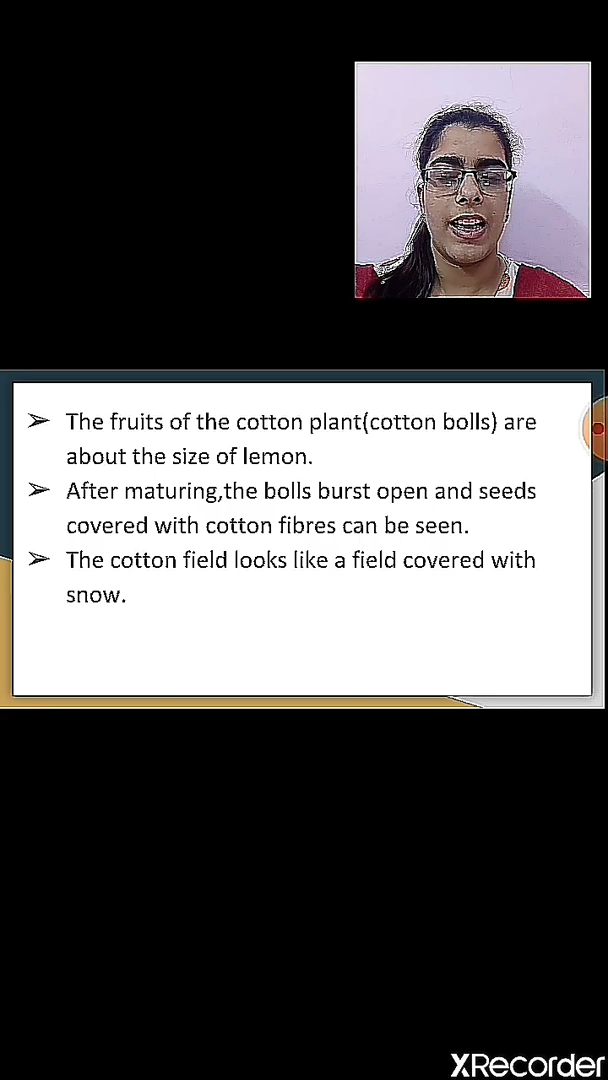 ➢ The fruits of the cotton plant(cotton bolls) are
about the size of lemon.
➢ After maturing,the bolls burst open and seeds
covered with cotton fibres can be seen.
➢ The cotton field looks like a field covered with
snow.
XRecorder